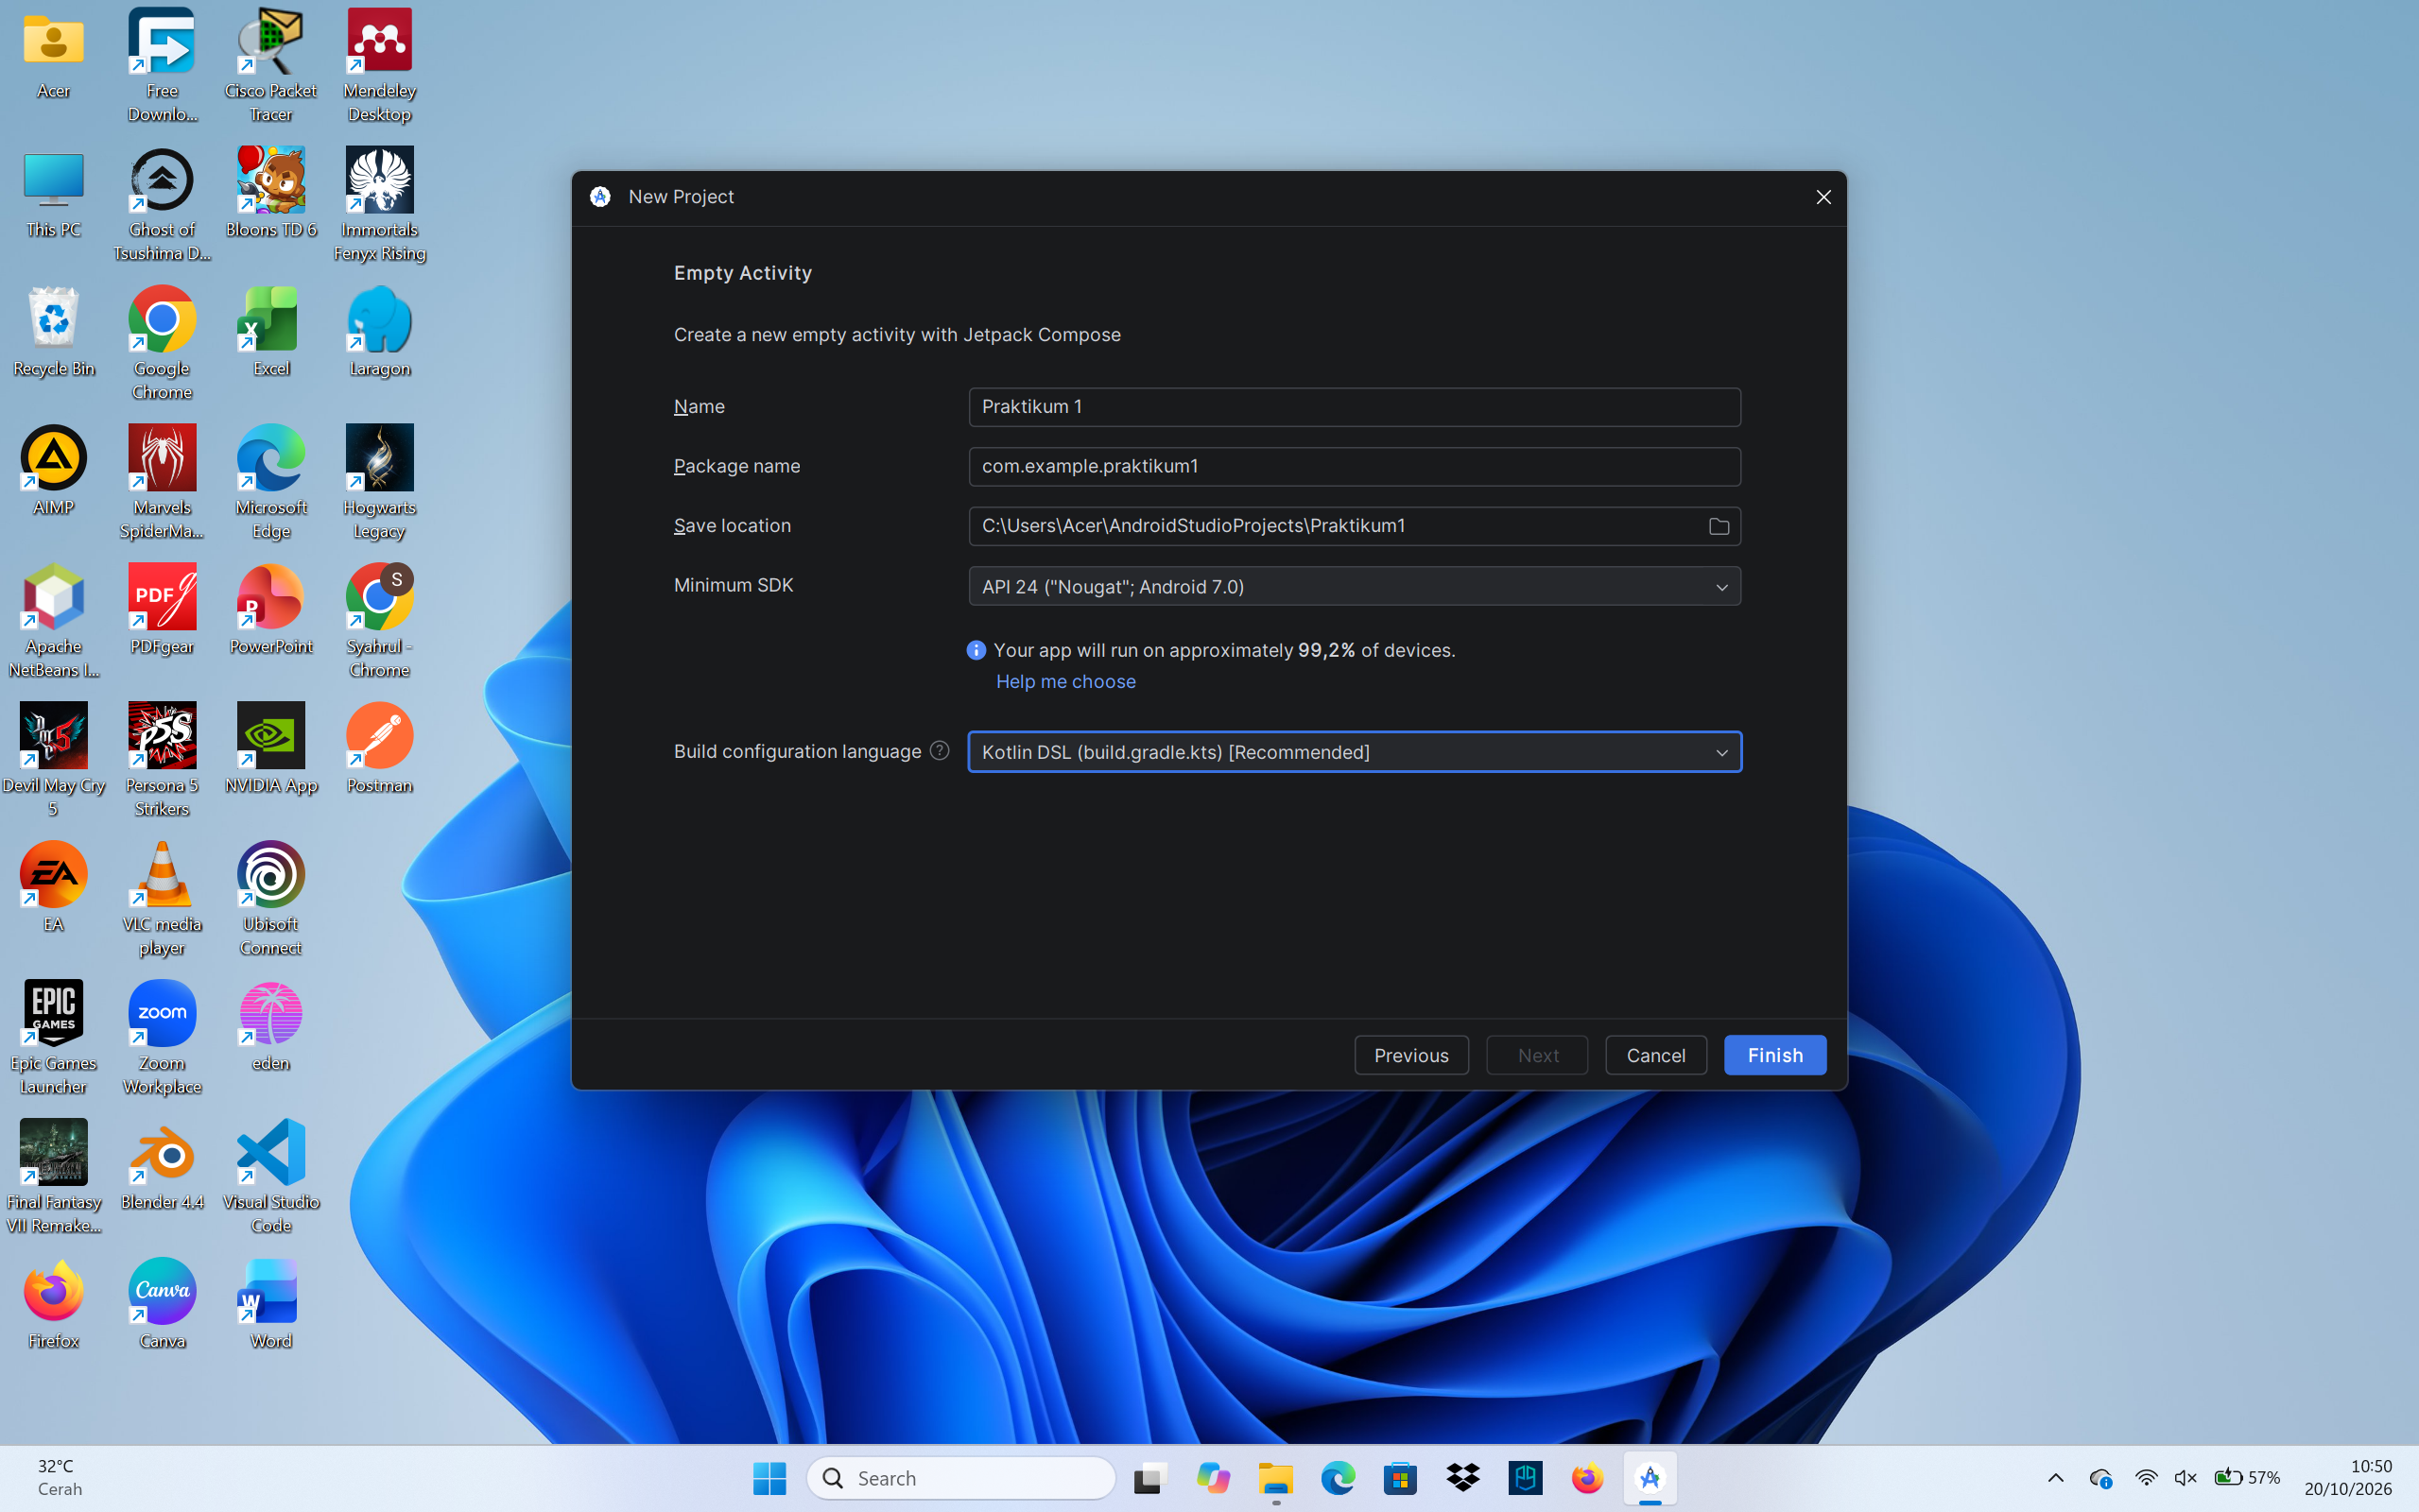 Acer
Free
Downlo...
Cisco Packet
Tracer
Mendeley
Desktop
This PC
Ghost of
Tsushima D...
Bloons TD 6
Immortals
Fenyx Rising
Recycle Bin
Google
Chrome
Excel
Laragon
AIMP
Marvels
SpiderMa...
Microsoft
Edge
Hogwarts
Legacy
PDF
S
Apache
NetBeans I...
PDFgear
PowerPoint
Syahrul -
Chrome
Devil May Cry
5
Persona 5
Strikers
NVIDIA App
Postman
EA
EA
VLC media
player
Ubisoft
Connect
EPIC
GAMES
zoom
Epic Games
Launcher
Zoom
Workplace
eden
Final Fantasy
VII Remake...
Blender 4.4
Visual Studio
Code
Canva
Firefox
Canva
Word
New Project
Empty Activity
Create a new empty activity with Jetpack Compose
Name
Praktikum 1
Package name
com.example.praktikum1
Save location
C:\Users\Acer\AndroidStudioProjects\Praktikum1
Minimum SDK
API 24 ("Nougat"; Android 7.0)
Your app will run on approximately 99,2% of devices.
Help me choose
Build configuration language
Kotlin DSL (build.gradle.kts) [Recommended]
Previous
Next
Cancel
Finish
32°C
Cerah
Search
57%
10:50
20/10/2026